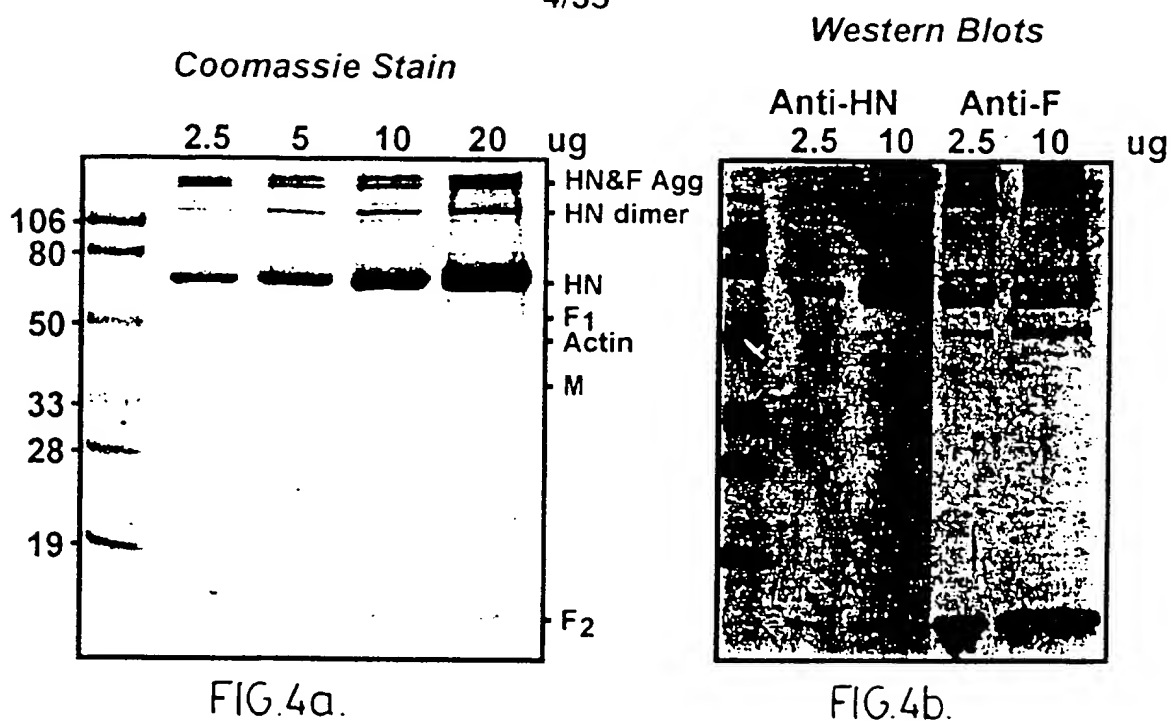 4/35
Western Blots
Coomassie Stain
Anti-HN Anti-F
2.5 5 10 20 ug
2.5 10 2.5 10 ug
HN&F Agg
106
HN dimer
80
HN
50
F1
Actin
M
33
28
19
F2
FIG.4a.
FIG.4b.